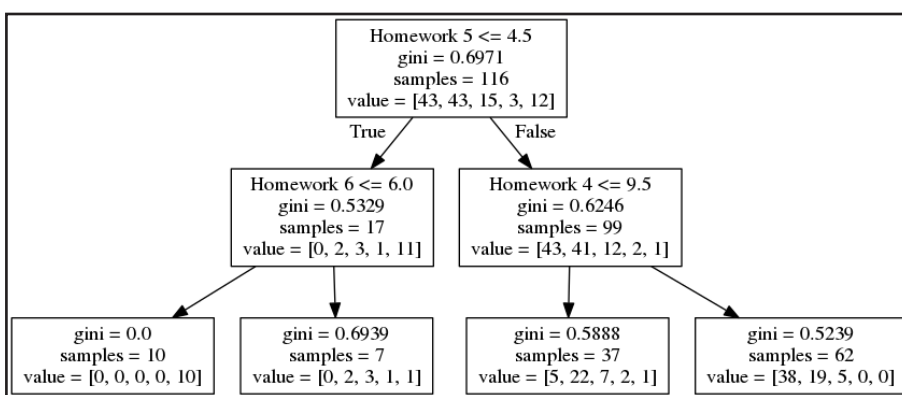 Homework 5 <= 4.5
gini = 0.6971
samples = 116
value = [43, 43, 15, 3, 12]
True
False
Homework 6 <= 6.0
gini = 0.5329
samples = 17
value = [0, 2, 3, 1, 11]
Homework 4 <= 9.5
gini = 0.6246
samples = 99
value = [43, 41, 12, 2, 1]
gini = 0.0
samples = 10
value = [0, 0, 0, 0, 10]
gini = 0.6939
samples = 7
value = [0, 2, 3, 1, 1]
gini = 0.5888
samples = 37
value = [5, 22, 7, 2, 1]
gini = 0.5239
samples = 62
value = [38, 19, 5, 0, 0]